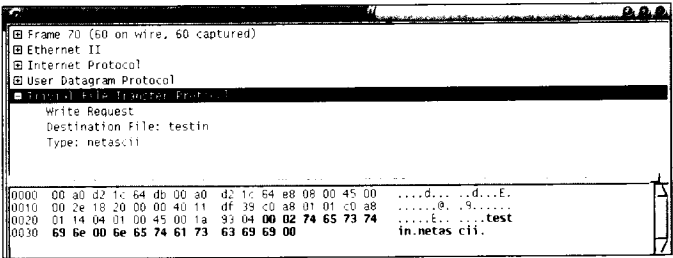 Frame 70 (60 on wire, 60 captured)
Ethernet II
Internet Protocol
User Datagram Protocol
Trivial File Transfer Protocol
Write Request
Destination File: testin
Type: netascii
0000 00 a0 d2 1c 64 db 00 a0 d2 1c 64 e8 08 00 45 00 ....d... ..d...E.
0010 00 2e 18 20 00 00 40 11 df 39 c0 a8 01 01 c0 a8 ... ..@. .9......
0020 01 14 04 01 00 45 00 1a 93 04 00 02 74 65 73 74 .....E.. ....test
0030 69 6e 00 6e 65 74 61 73 63 69 69 00 in.netas cii.